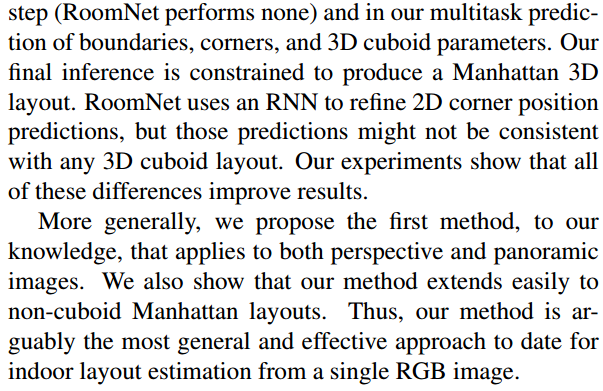 step (RoomNet performs none) and in our multitask predic-
tion of boundaries, corners, and 3D cuboid parameters. Our
final inference is constrained to produce a Manhattan 3D
layout. RoomNet uses an RNN to refine 2D corner position
predictions, but those predictions might not be consistent
with any 3D cuboid layout. Our experiments show that all
of these differences improve results.
More generally, we propose the first method, to our
knowledge, that applies to both perspective and panoramic
images. We also show that our method extends easily to
non-cuboid Manhattan layouts. Thus, our method is ar-
guably the most general and effective approach to date for
indoor layout estimation from a single RGB image.